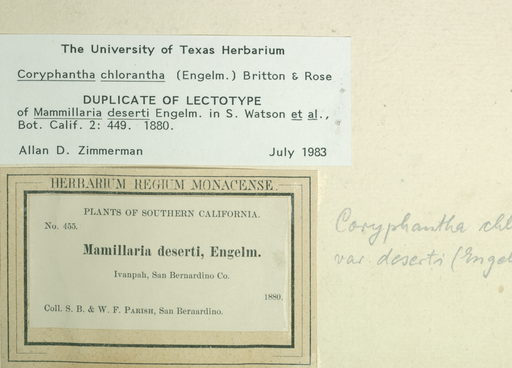 The University of Texas Herbarium
Coryphantha chlorantha (Engelm.) Britton & Rose
DUPLICATE OF LECTOTYPE
of Mammillaria deserti Engelm. in S. Watson et al.,
Bot. Calif. 2: 449. 1880.
Allan D. Zimmerman July 1983
HERBARIUM REGIUM MONACENSE.
PLANTS OF SOUTHERN CALIFORNIA.
No. 455.
Mamillaria deserti, Engelm.
Ivanpah, San Bernardino Co.
1880.
Coll. S. B. & W. F. Parish, San Bernardino.
Coryphantha chl
var. deserti (Engel